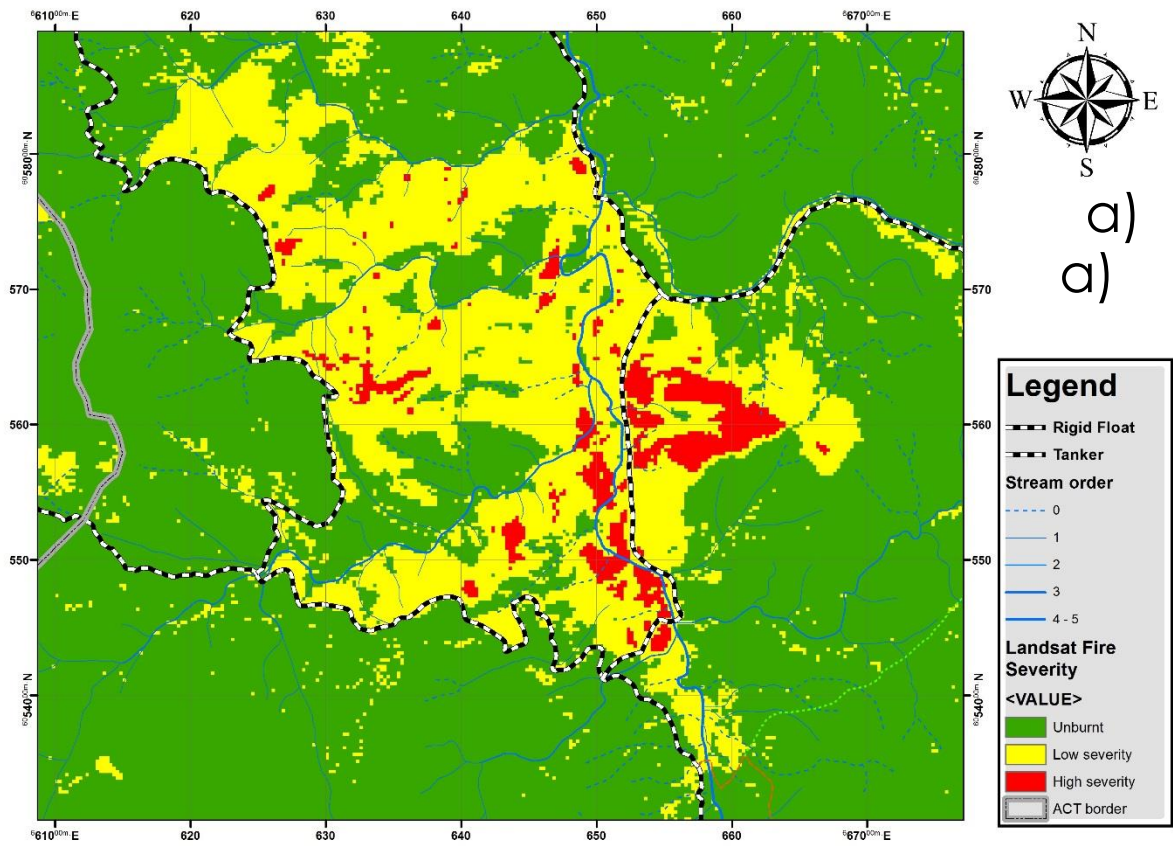 ⁶610⁰⁰m. E 620 630 640 650 660 ⁶670⁰⁰m. E
N
W E
S
a)
a)
⁶⁰580⁰⁰m. N ⁶⁰580⁰⁰m. N
570 570
560 560
550 550
⁶⁰540⁰⁰m. N ⁶⁰540⁰⁰m. N
⁶610⁰⁰m. E 620 630 640 650 660 ⁶670⁰⁰m. E
Legend
Rigid Float
Tanker
Stream order
0
1
2
3
4 - 5
Landsat Fire
Severity
<VALUE>
Unburnt
Low severity
High severity
ACT border